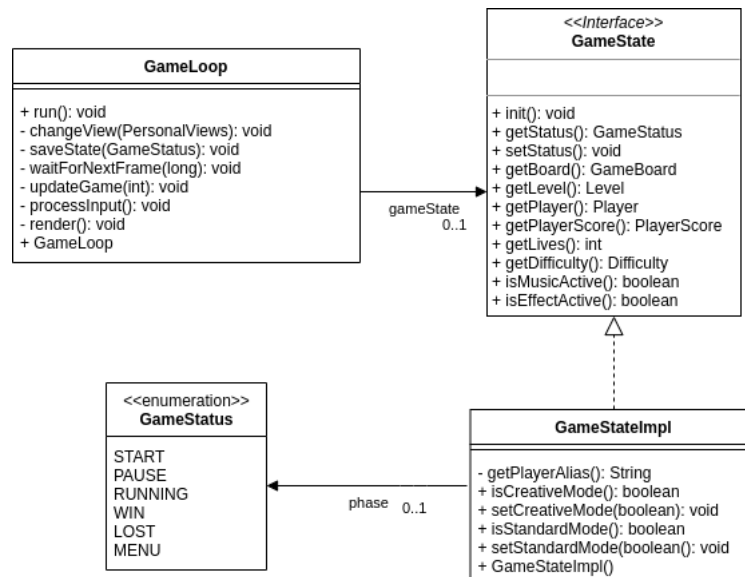 <<Interface>>
GameState
GameLoop
+ run(): void
- changeView(PersonalViews): void
- saveState(GameStatus): void
- waitForNextFrame(long): void
- updateGame(int): void
- processInput(): void
- render(): void
+ GameLoop
+ init(): void
+ getStatus(): GameStatus
+ setStatus(): void
+ getBoard(): GameBoard
+ getLevel(): Level
+ getPlayer(): Player
+ getPlayerScore(): PlayerScore
+ getLives(): int
+ getDifficulty(): Difficulty
+ isMusicActive(): boolean
+ isEffectActive(): boolean
gameState
0..1
<<enumeration>>
GameStatus
START
PAUSE
RUNNING
WIN
LOST
MENU
phase
0..1
GameStateImpl
- getPlayerAlias(): String
+ isCreativeMode(): boolean
+ setCreativeMode(boolean): void
+ isStandardMode(): boolean
+ setStandardMode(boolean(): void
+ GameStateImpl()